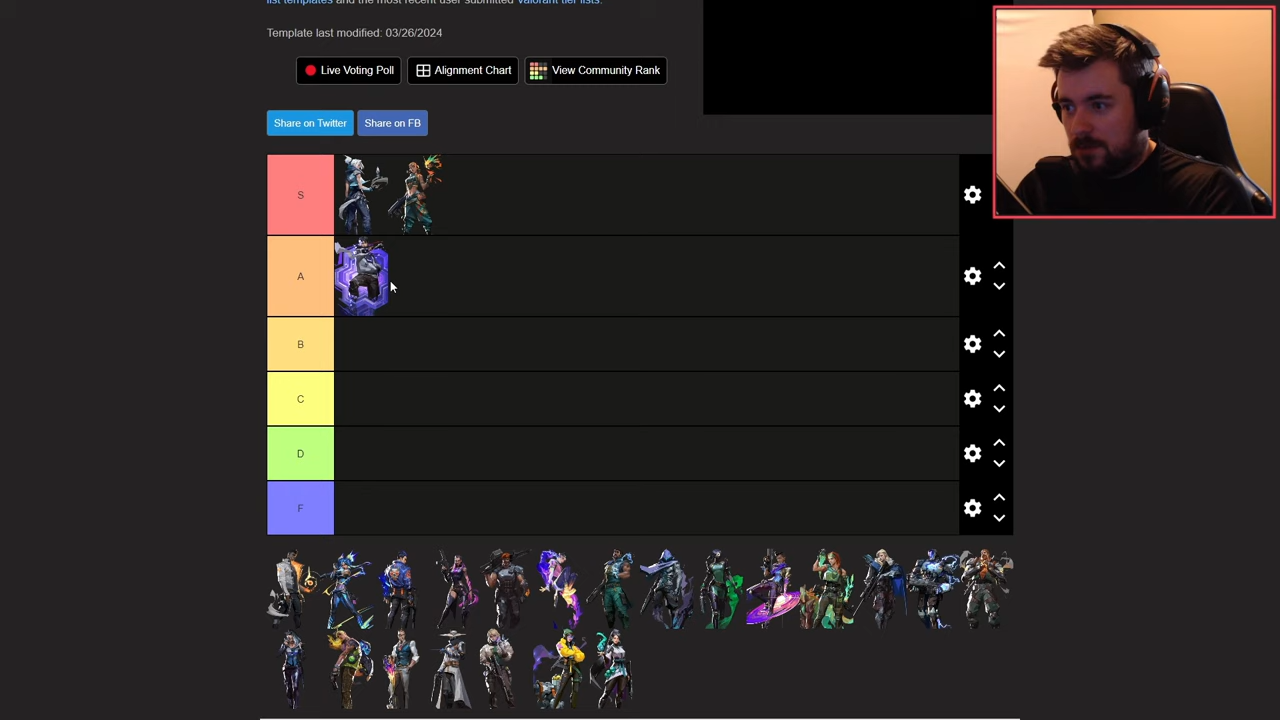 list templates and the most recent user submitted Valorant tier lists.
Template last modified: 03/26/2024
Live Voting Poll
Alignment Chart
View Community Rank
Share on Twitter
Share on FB
S
A
B
C
D
F